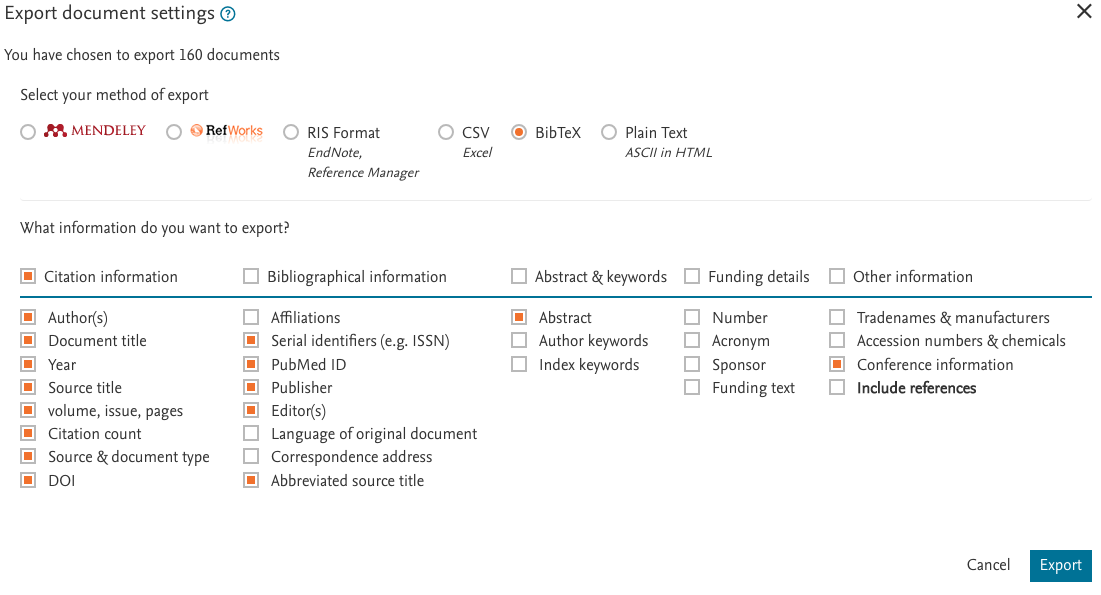 Export document settings ?
You have chosen to export 160 documents
Select your method of export
MENDELEY RefWorks RIS Format CSV BibTeX Plain Text
EndNote, Excel ASCII in HTML
Reference Manager
What information do you want to export?
Citation information Bibliographical information Abstract & keywords Funding details Other information
Author(s) Affiliations Abstract Number Tradenames & manufacturers
Document title Serial identifiers (e.g. ISSN) Author keywords Acronym Accession numbers & chemicals
Year PubMed ID Index keywords Sponsor Conference information
Source title Publisher Funding text Include references
volume, issue, pages Editor(s)
Citation count Language of original document
Source & document type Correspondence address
DOI Abbreviated source title
Cancel Export